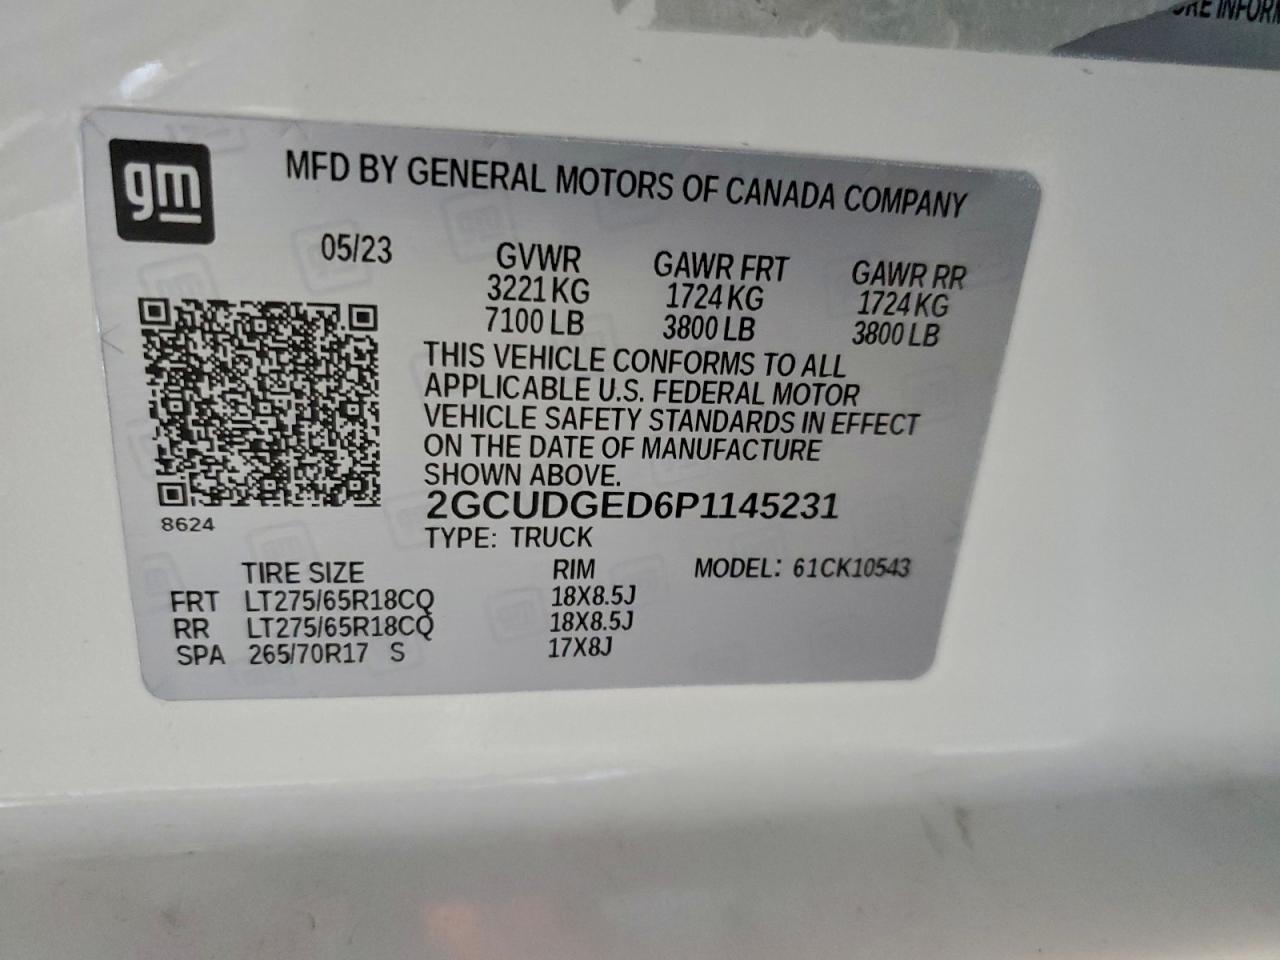 URE INFORM
gm
MFD BY GENERAL MOTORS OF CANADA COMPANY
05/23 GVWR GAWR FRT GAWR RR
3221 KG 1724 KG 1724 KG
7100 LB 3800 LB 3800 LB
THIS VEHICLE CONFORMS TO ALL
APPLICABLE U.S. FEDERAL MOTOR
VEHICLE SAFETY STANDARDS IN EFFECT
ON THE DATE OF MANUFACTURE
SHOWN ABOVE.
2GCUDGED6P1145231
8624
TYPE: TRUCK
TIRE SIZE RIM MODEL: 61CK10543
FRT LT275/65R18CQ 18X8.5J
RR LT275/65R18CQ 18X8.5J
SPA 265/70R17 S 17X8J